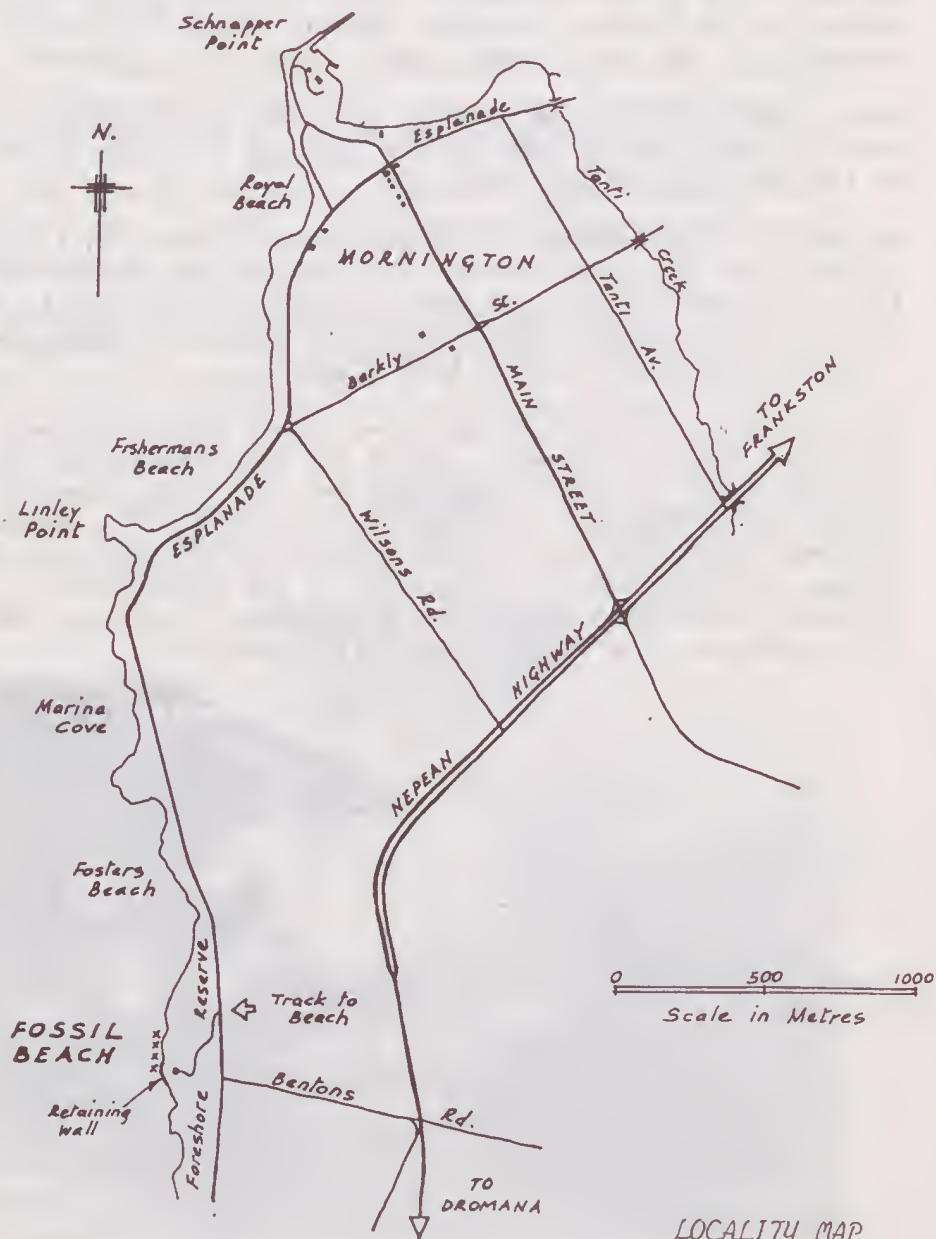 Schnapper
Point
N.
Esplanade
Royal
Beach
Tanti
Creek
MORNINGTON
Tanti
Av.
Barkly
St.
MAIN
STREET
TO
FRANKSTON
Fishermans
Beach
Linley
Point
ESPLANADE
Wilsons
Rd.
NEPEAN
HIGHWAY
Marina
Cove
Fosters
Beach
0 500 1000
Scale in Metres
Reserve
Track to
Beach
FOSSIL
BEACH
xxxx
Retaining
Wall
Foreshore
Bentons
Rd.
TO
DROMANA
LOCALITY MAP